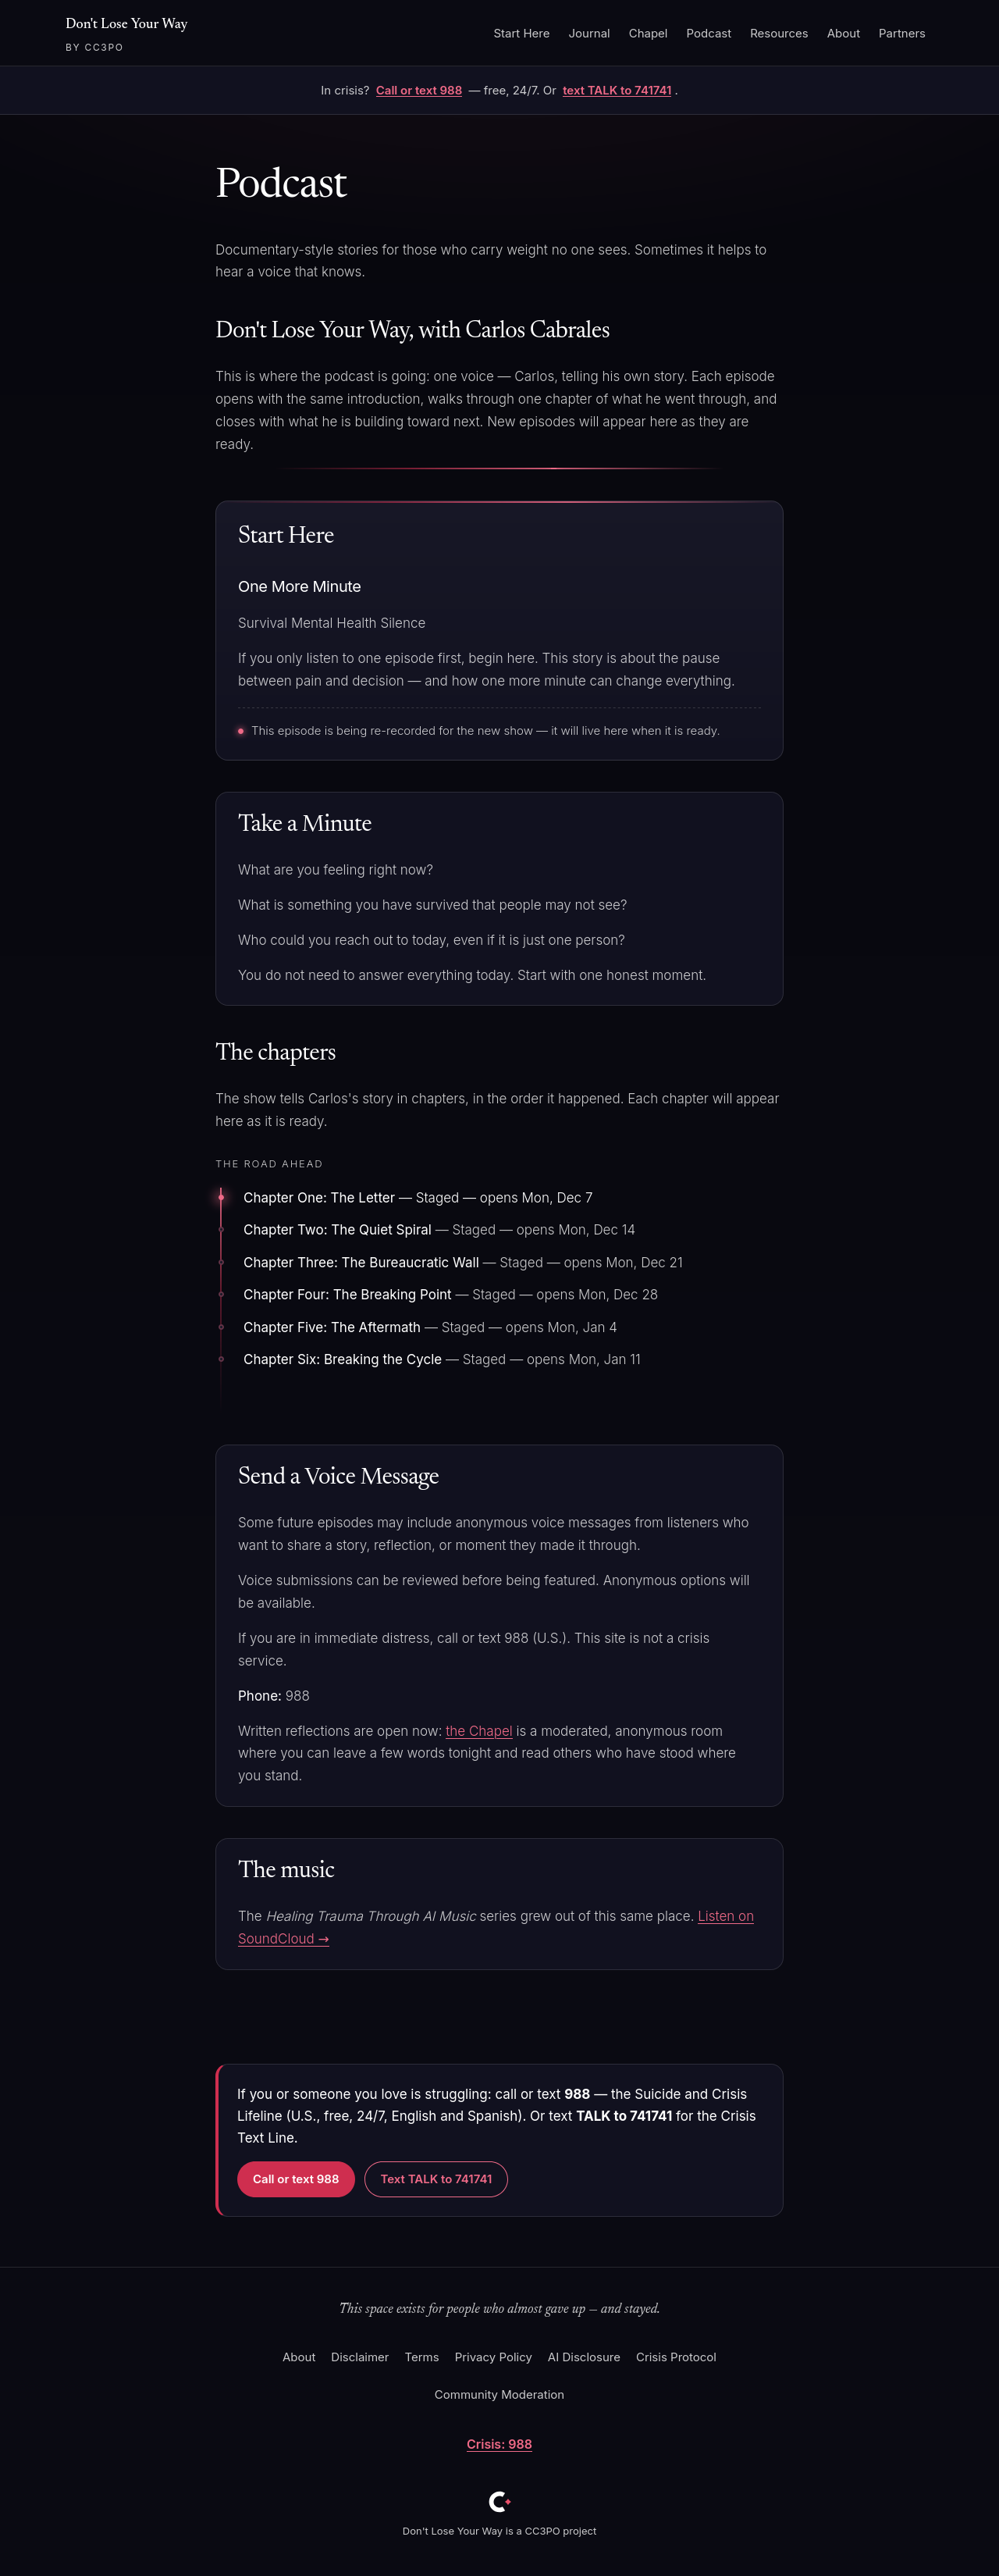 Don't Lose Your Way
BY CC3PO
Start Here Journal Chapel Podcast Resources About Partners
In crisis? Call or text 988 — free, 24/7. Or text TALK to 741741 .
Podcast
Documentary-style stories for those who carry weight no one sees. Sometimes it helps to
hear a voice that knows.
Don't Lose Your Way, with Carlos Cabrales
This is where the podcast is going: one voice — Carlos, telling his own story. Each episode
opens with the same introduction, walks through one chapter of what he went through, and
closes with what he is building toward next. New episodes will appear here as they are
ready.
Start Here
One More Minute
Survival Mental Health Silence
If you only listen to one episode first, begin here. This story is about the pause
between pain and decision — and how one more minute can change everything.
This episode is being re-recorded for the new show — it will live here when it is ready.
Take a Minute
What are you feeling right now?
What is something you have survived that people may not see?
Who could you reach out to today, even if it is just one person?
You do not need to answer everything today. Start with one honest moment.
The chapters
The show tells Carlos's story in chapters, in the order it happened. Each chapter will appear
here as it is ready.
THE ROAD AHEAD
Chapter One: The Letter — Staged — opens Mon, Dec 7
Chapter Two: The Quiet Spiral — Staged — opens Mon, Dec 14
Chapter Three: The Bureaucratic Wall — Staged — opens Mon, Dec 21
Chapter Four: The Breaking Point — Staged — opens Mon, Dec 28
Chapter Five: The Aftermath — Staged — opens Mon, Jan 4
Chapter Six: Breaking the Cycle — Staged — opens Mon, Jan 11
Send a Voice Message
Some future episodes may include anonymous voice messages from listeners who
want to share a story, reflection, or moment they made it through.
Voice submissions can be reviewed before being featured. Anonymous options will
be available.
If you are in immediate distress, call or text 988 (U.S.). This site is not a crisis
service.
Phone: 988
Written reflections are open now: the Chapel is a moderated, anonymous room
where you can leave a few words tonight and read others who have stood where
you stand.
The music
The Healing Trauma Through AI Music series grew out of this same place. Listen on
SoundCloud →
If you or someone you love is struggling: call or text 988 — the Suicide and Crisis
Lifeline (U.S., free, 24/7, English and Spanish). Or text TALK to 741741 for the Crisis
Text Line.
Call or text 988 Text TALK to 741741
This space exists for people who almost gave up — and stayed.
About Disclaimer Terms Privacy Policy AI Disclosure Crisis Protocol
Community Moderation
Crisis: 988
Don't Lose Your Way is a CC3PO project